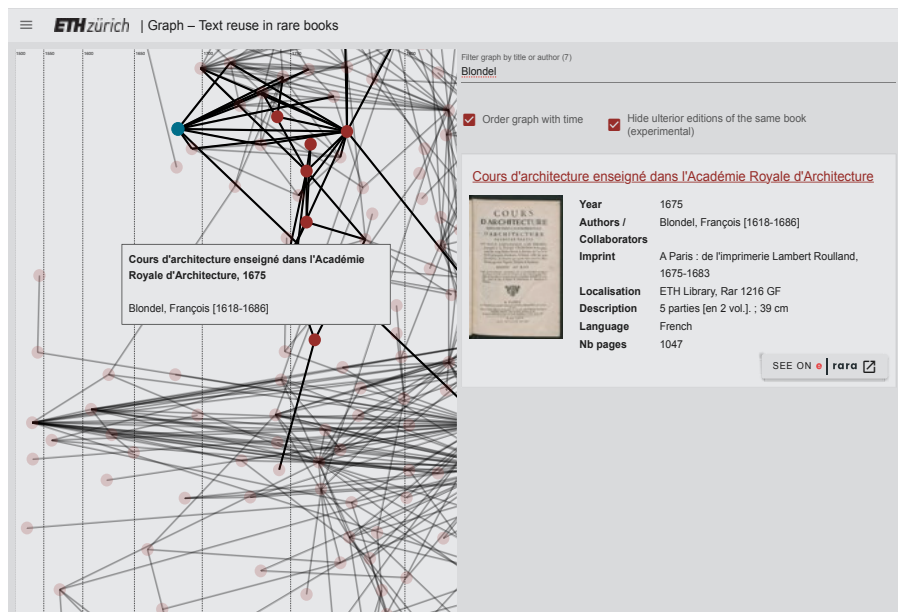 ETH zürich | Graph – Text reuse in rare books
Filter graph by title or author (7)
Blondel
Order graph with time
Hide ulterior editions of the same book
(experimental)
Cours d'architecture enseigné dans l'Académie Royale d'Architecture
COURS
D'ARCHITECTURE
Year 1675
Authors / Blondel, François [1618-1686]
Collaborators
Imprint A Paris : de l'imprimerie Lambert Roulland,
1675-1683
Localisation ETH Library, Rar 1216 GF
Description 5 parties [en 2 vol.]. ; 39 cm
Language French
Nb pages 1047
SEE ON e rara
Cours d'architecture enseigné dans l'Académie
Royale d'Architecture, 1675
Blondel, François [1618-1686]